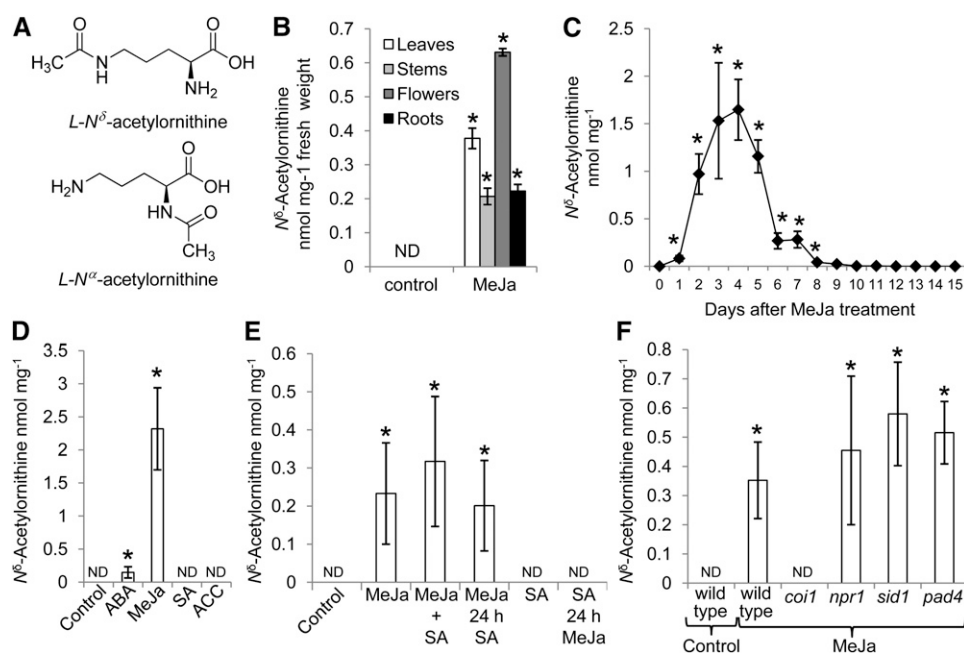 A
O
O
H3C
N
H
OH
NH2
L-Nδ-acetylornithine
O
H2N
OH
HN
O
CH3
L-Nα-acetylornithine
B
Nδ-Acetylornithine
nmol mg-1 fresh weight
0.7
0.6
0.5
0.4
0.3
0.2
0.1
0
Leaves
Stems
Flowers
Roots
* * * *
ND
control
MeJa
C
Nδ-Acetylornithine
nmol mg-1
2.5
2
1.5
1
0.5
0
* * * * * * * *
0 1 2 3 4 5 6 7 8 9 10 11 12 13 14 15
Days after MeJa treatment
D
Nδ-Acetylornithine nmol mg-1
3.5
3
2.5
2
1.5
1
0.5
0
ND * * ND ND
Control ABA MeJa SA ACC
E
Nδ-Acetylornithine nmol mg-1
0.6
0.5
0.4
0.3
0.2
0.1
0
ND * * * ND ND
Control
MeJa
MeJa
+
SA
MeJa
24 h
SA
SA
SA
24 h
MeJa
F
Nδ-Acetylornithine nmol mg-1
0.8
0.7
0.6
0.5
0.4
0.3
0.2
0.1
0
ND * ND * * *
wild
type
wild
type
coi1
npr1
sid1
pad4
Control
MeJa